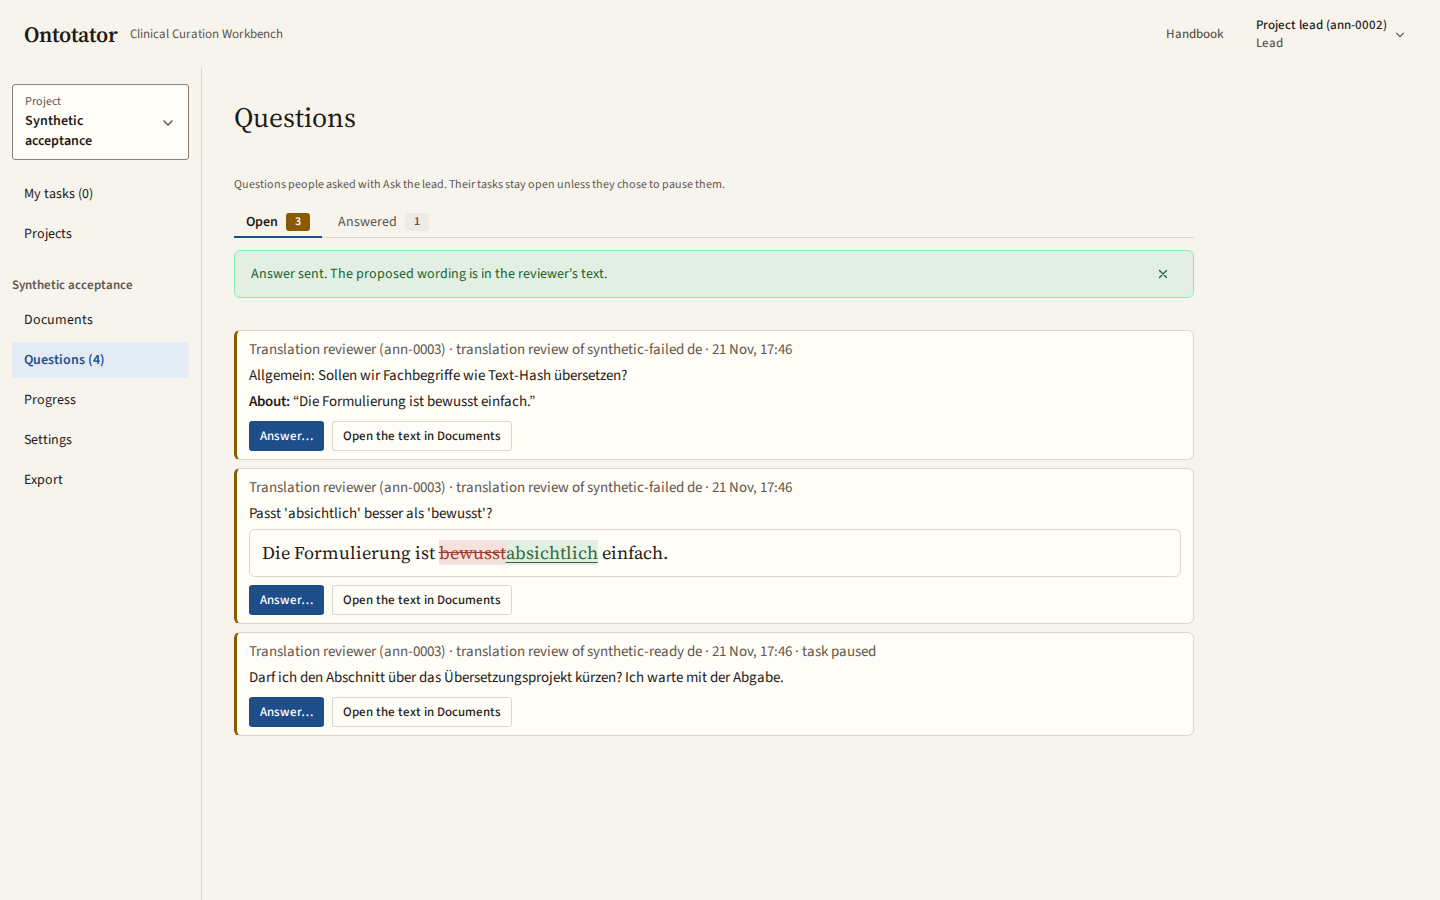 Ontotator
Clinical Curation Workbench
Handbook
Project lead (ann-0002)
Lead
Project
Synthetic
acceptance
My tasks (0)
Projects
Synthetic acceptance
Documents
Questions (4)
Progress
Settings
Export
Questions
Questions people asked with Ask the lead. Their tasks stay open unless they chose to pause them.
Open 3 Answered 1
Answer sent. The proposed wording is in the reviewer's text.
Translation reviewer (ann-0003) · translation review of synthetic-failed de · 21 Nov, 17:46
Allgemein: Sollen wir Fachbegriffe wie Text-Hash übersetzen?
About: “Die Formulierung ist bewusst einfach.”
Answer... Open the text in Documents
Translation reviewer (ann-0003) · translation review of synthetic-failed de · 21 Nov, 17:46
Passt 'absichtlich' besser als 'bewusst'?
Die Formulierung ist bewusstabsichtlich einfach.
Answer... Open the text in Documents
Translation reviewer (ann-0003) · translation review of synthetic-ready de · 21 Nov, 17:46 · task paused
Darf ich den Abschnitt über das Übersetzungsprojekt kürzen? Ich warte mit der Abgabe.
Answer... Open the text in Documents